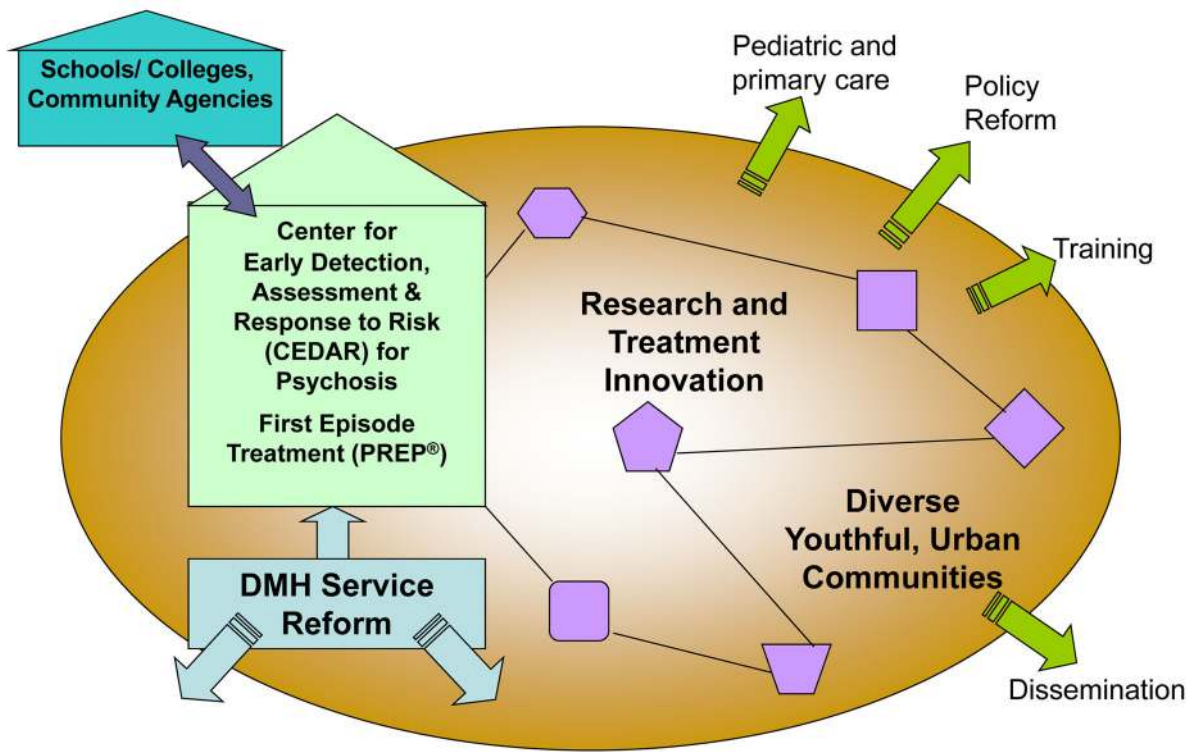 Schools/ Colleges,
Community Agencies
Pediatric and
primary care
Policy
Reform
Training
Center for
Early Detection,
Assessment &
Response to Risk
(CEDAR) for
Psychosis
First Episode
Treatment (PREP®)
Research and
Treatment
Innovation
Diverse
Youthful, Urban
Communities
DMH Service
Reform
Dissemination